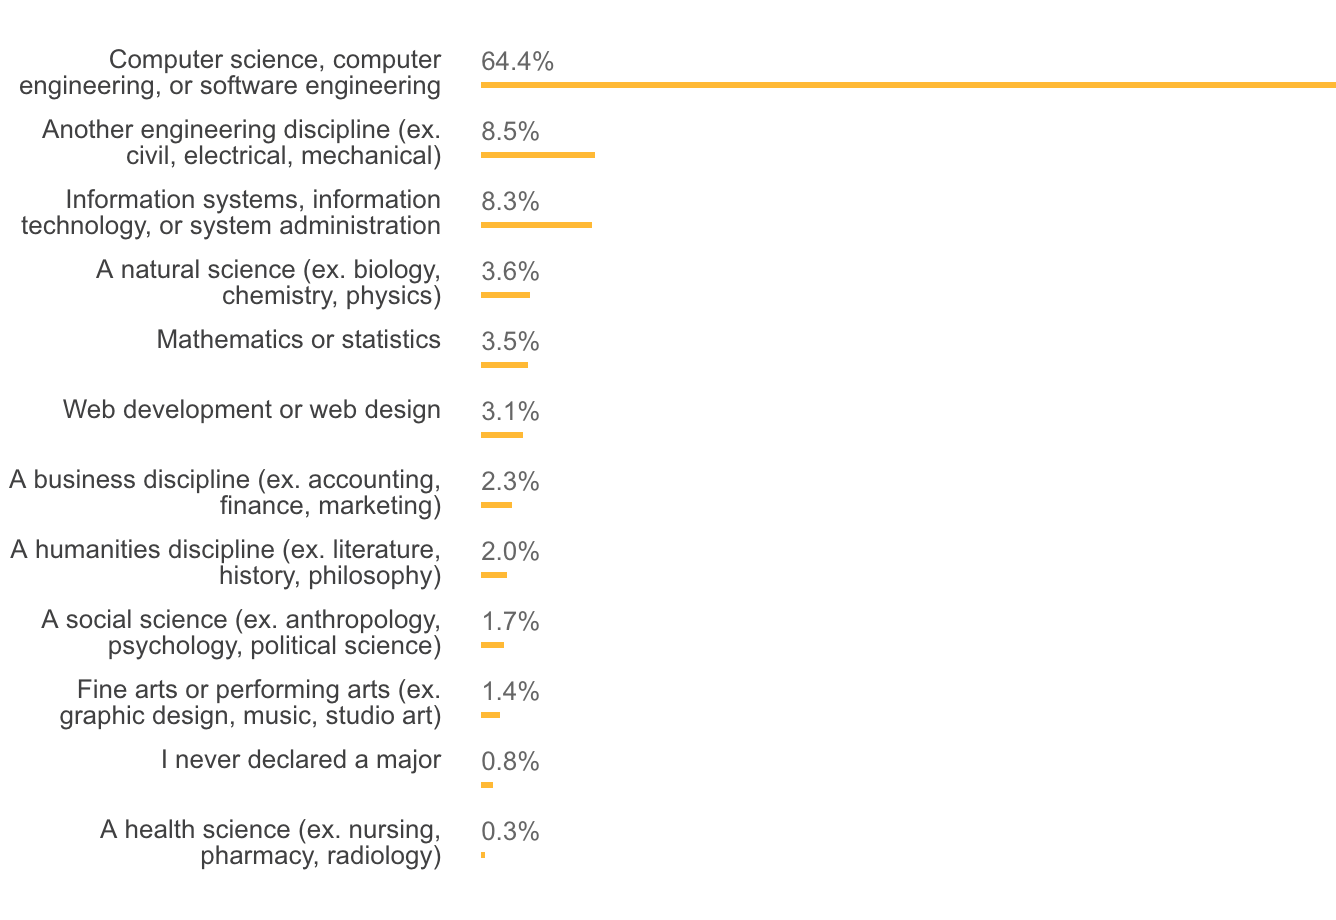 Computer science, computer
engineering, or software engineering
64.4%
Another engineering discipline (ex.
civil, electrical, mechanical)
8.5%
Information systems, information
technology, or system administration
8.3%
A natural science (ex. biology,
chemistry, physics)
3.6%
Mathematics or statistics
3.5%
Web development or web design
3.1%
A business discipline (ex. accounting,
finance, marketing)
2.3%
A humanities discipline (ex. literature,
history, philosophy)
2.0%
A social science (ex. anthropology,
psychology, political science)
1.7%
Fine arts or performing arts (ex.
graphic design, music, studio art)
1.4%
I never declared a major
0.8%
A health science (ex. nursing,
pharmacy, radiology)
0.3%